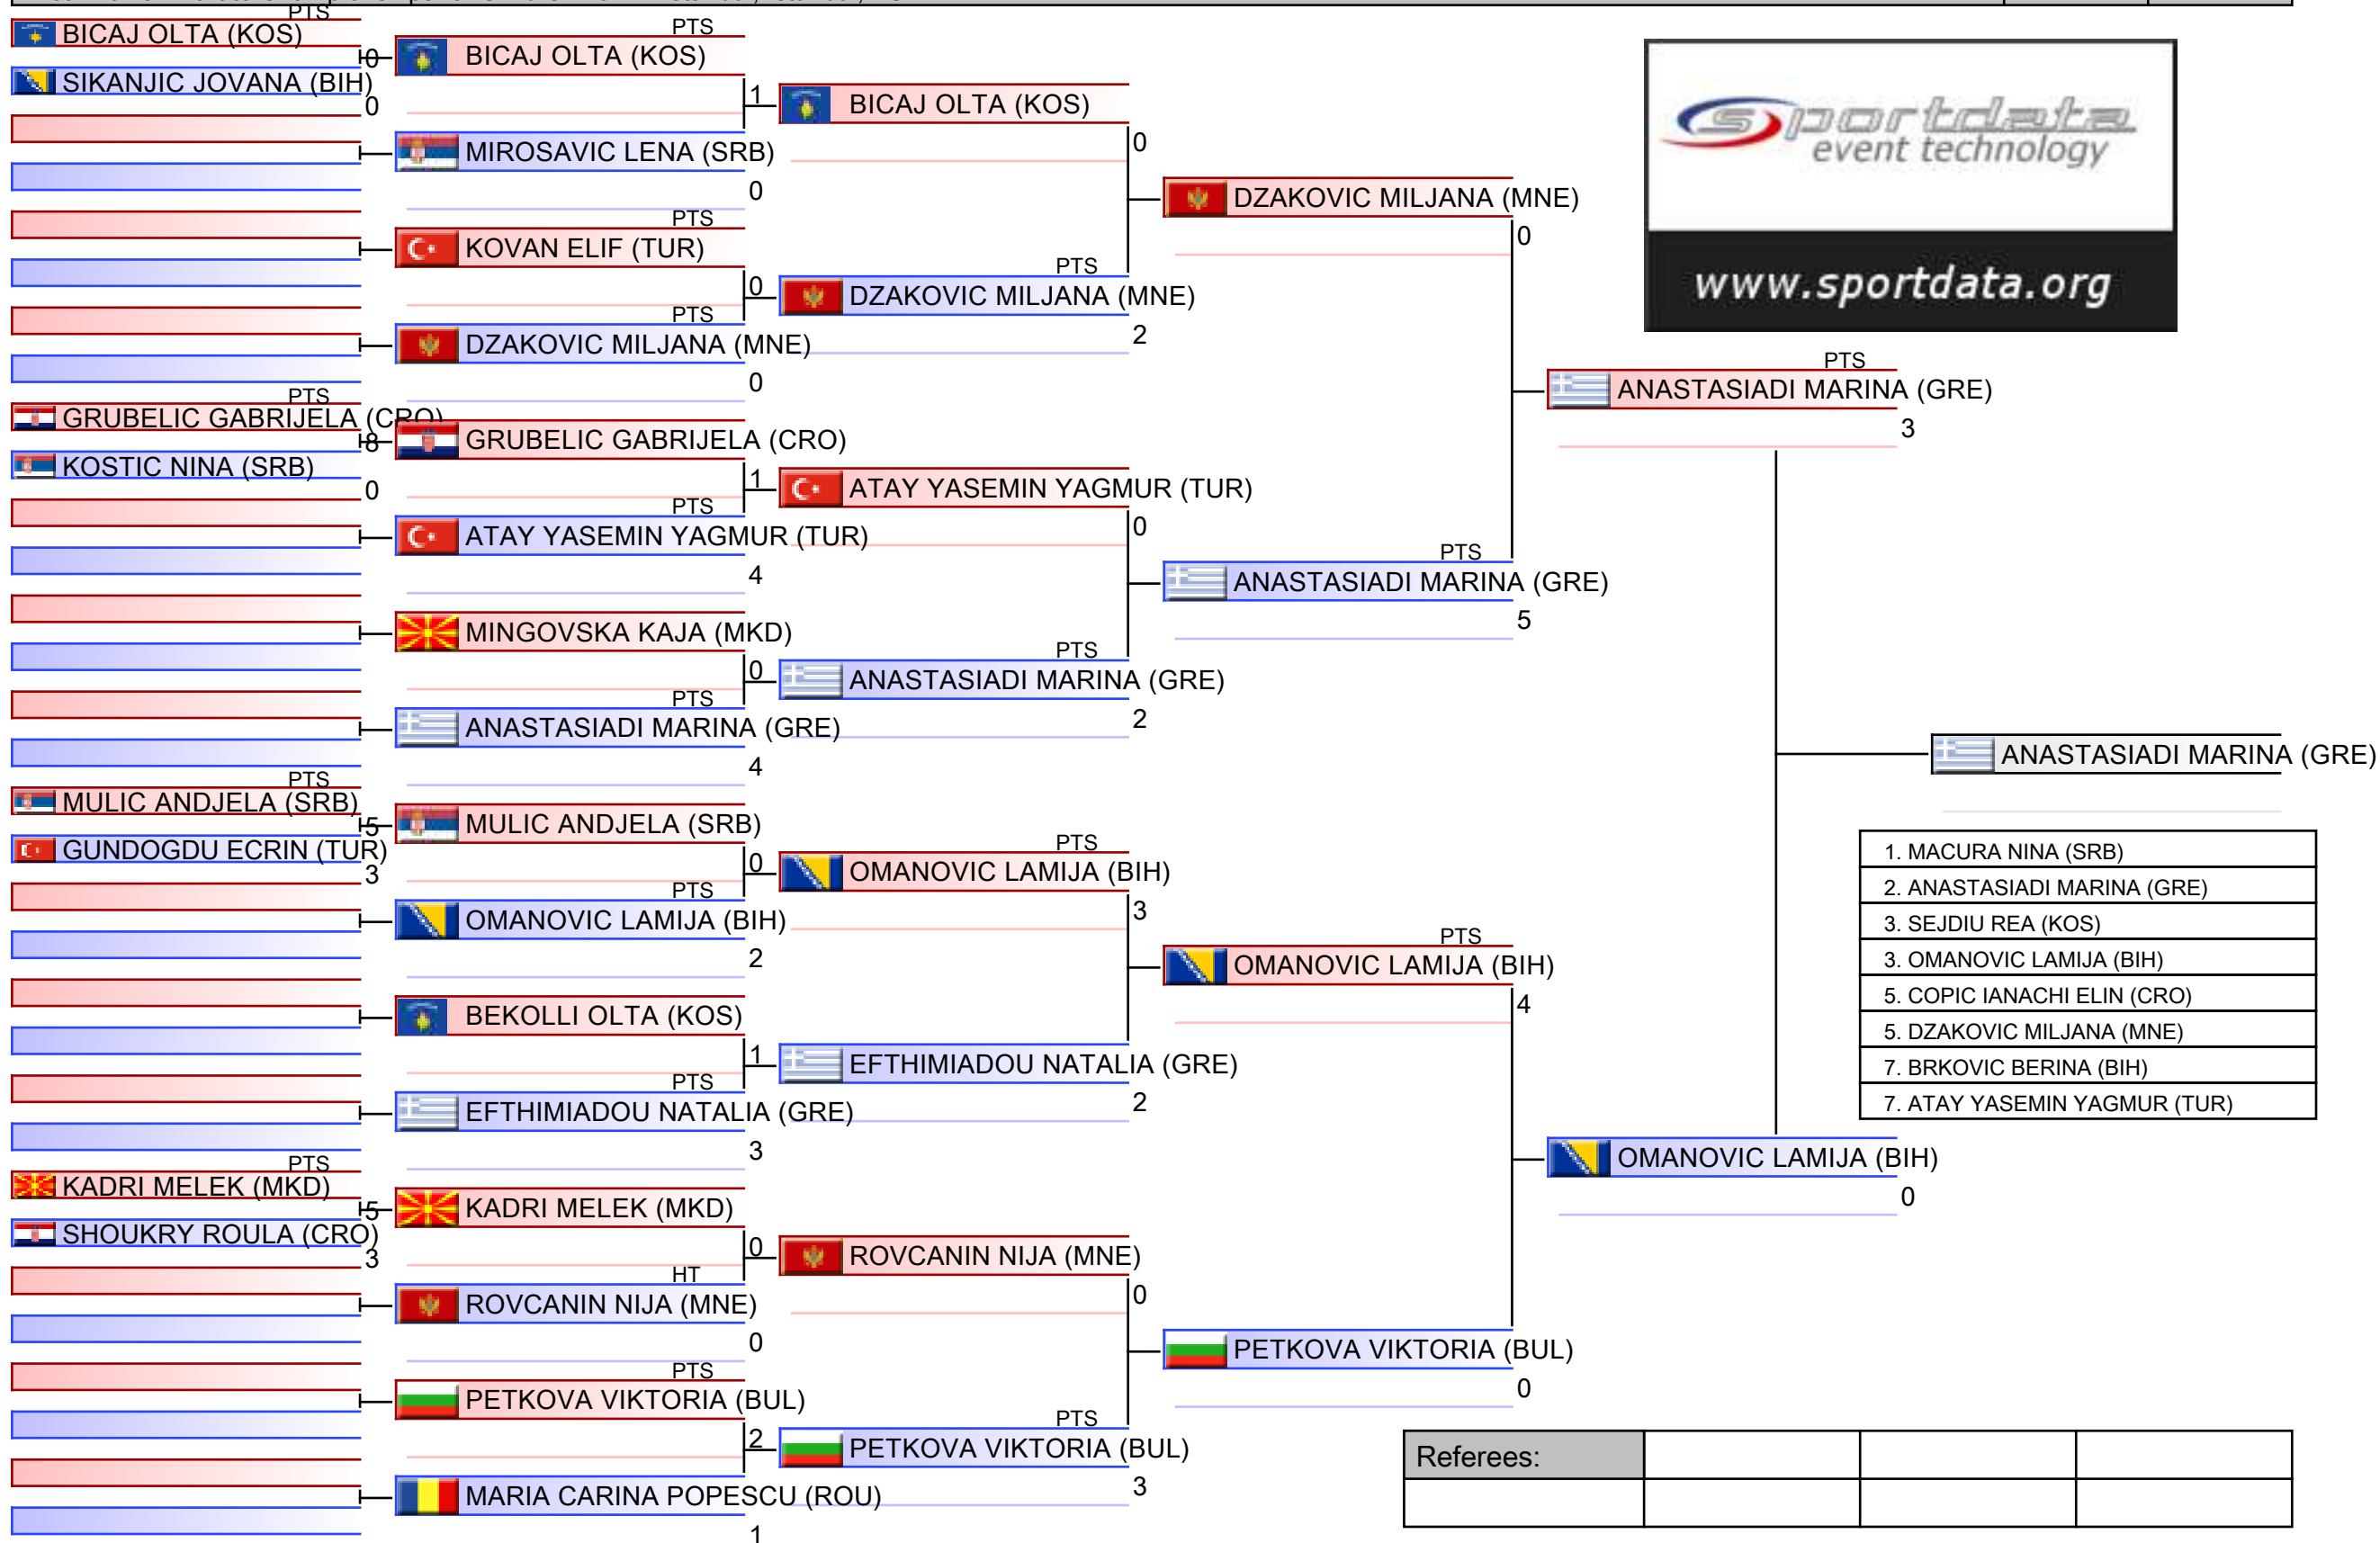 PTS
BICAJ OLTA (KOS)
0
SIKANJIC JOVANA (BIH)
0
PTS
GRUBELIC GABRIJELA (CRO)
8
KOSTIC NINA (SRB)
0
PTS
MULIC ANDJELA (SRB)
5
GUNDOGDU ECRIN (TUR)
3
PTS
KADRI MELEK (MKD)
5
SHOUKRY ROULA (CRO)
3
PTS
BICAJ OLTA (KOS)
1
MIROSAVIC LENA (SRB)
0
PTS
KOVAN ELIF (TUR)
0
PTS
DZAKOVIC MILJANA (MNE)
0
GRUBELIC GABRIJELA (CRO)
1
PTS
ATAY YASEMIN YAGMUR (TUR)
4
MINGOVSKA KAJA (MKD)
0
PTS
ANASTASIADI MARINA (GRE)
4
MULIC ANDJELA (SRB)
0
PTS
OMANOVIC LAMIJA (BIH)
2
BEKOLLI OLTA (KOS)
1
PTS
EFTHIMIADOU NATALIA (GRE)
3
KADRI MELEK (MKD)
0
HT
ROVCANIN NIJA (MNE)
0
PTS
PETKOVA VIKTORIA (BUL)
2
MARIA CARINA POPESCU (ROU)
1
BICAJ OLTA (KOS)
0
PTS
DZAKOVIC MILJANA (MNE)
2
ATAY YASEMIN YAGMUR (TUR)
0
PTS
ANASTASIADI MARINA (GRE)
2
PTS
OMANOVIC LAMIJA (BIH)
3
EFTHIMIADOU NATALIA (GRE)
2
ROVCANIN NIJA (MNE)
0
PTS
PETKOVA VIKTORIA (BUL)
3
DZAKOVIC MILJANA (MNE)
0
PTS
ANASTASIADI MARINA (GRE)
5
PTS
OMANOVIC LAMIJA (BIH)
4
PETKOVA VIKTORIA (BUL)
0
sportdata
event technology
www.sportdata.org
PTS
ANASTASIADI MARINA (GRE)
3
OMANOVIC LAMIJA (BIH)
0
ANASTASIADI MARINA (GRE)
1. MACURA NINA (SRB)
2. ANASTASIADI MARINA (GRE)
3. SEJDIU REA (KOS)
3. OMANOVIC LAMIJA (BIH)
5. COPIC IANACHI ELIN (CRO)
5. DZAKOVIC MILJANA (MNE)
7. BRKOVIC BERINA (BIH)
7. ATAY YASEMIN YAGMUR (TUR)
Referees: